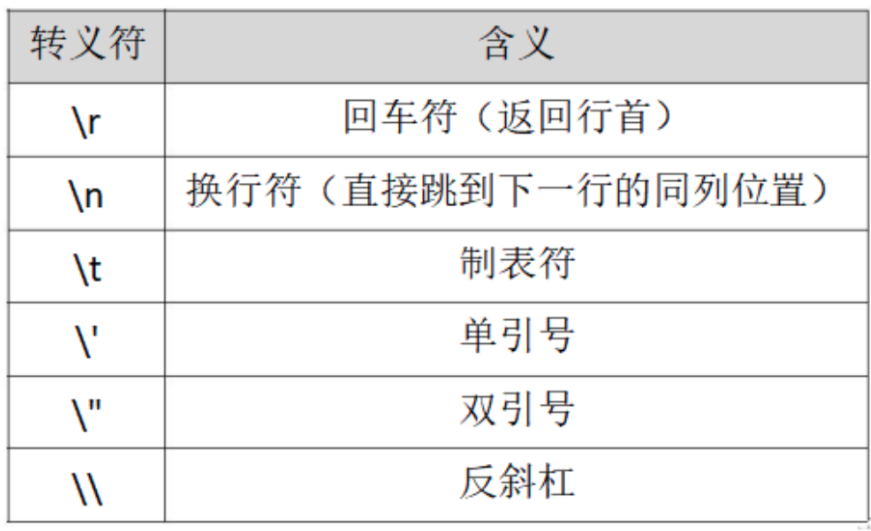 转义符 含义
\r 回车符（返回行首）
\n 换行符（直接跳到下一行的同列位置）
\t 制表符
\' 单引号
\" 双引号
\\ 反斜杠